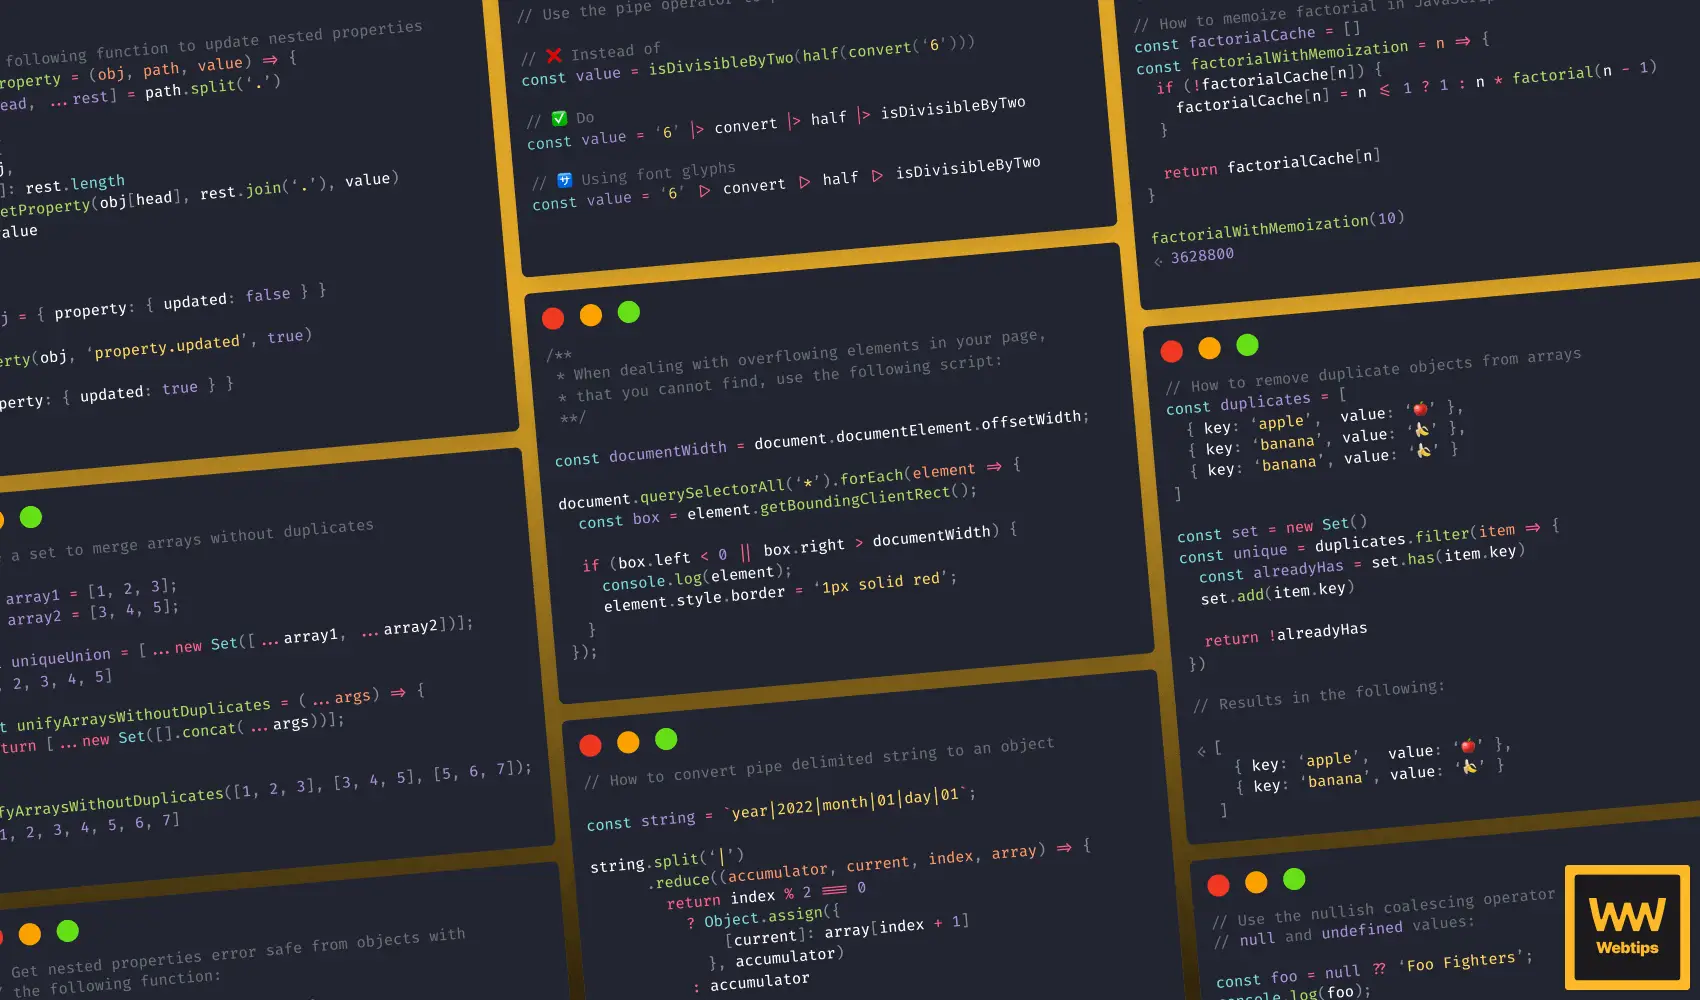 following function to update nested properties
roperty = (obj, path, value) => {
ead, ...rest] = path.split(‘.’)
j,
]: rest.length
etProperty(obj[head], rest.join(‘.’), value)
alue
j = { property: { updated: false } }
erty(obj, ‘property.updated’, true)
perty: { updated: true } }
// Use the pipe operator to
// ❌ Instead of
const value = isDivisibleByTwo(half(convert(‘6’)))
// ✅ Do
const value = ‘6’ |> convert |> half |> isDivisibleByTwo
// 🈂️ Using font glyphs
const value = ‘6’ ▷ convert ▷ half ▷ isDivisibleByTwo
// How to memoize factorial in JavaScrip
const factorialCache = []
const factorialWithMemoization = n => {
if (!factorialCache[n]) {
factorialCache[n] = n <= 1 ? 1 : n * factorial(n - 1)
}
return factorialCache[n]
}
factorialWithMemoization(10)
<· 3628800
a set to merge arrays without duplicates
array1 = [1, 2, 3];
array2 = [3, 4, 5];
uniqueUnion = [...new Set([...array1, ...array2])];
2, 3, 4, 5]
t unifyArraysWithoutDuplicates = (...args) => {
turn [...new Set([].concat(...args))];
fyArraysWithoutDuplicates([1, 2, 3], [3, 4, 5], [5, 6, 7]);
1, 2, 3, 4, 5, 6, 7]
/**
* When dealing with overflowing elements in your page,
* that you cannot find, use the following script:
**/
const documentWidth = document.documentElement.offsetWidth;
document.querySelectorAll(‘*’).forEach(element => {
const box = element.getBoundingClientRect();
if (box.left < 0 || box.right > documentWidth) {
console.log(element);
element.style.border = ‘1px solid red’;
}
});
// How to remove duplicate objects from arrays
const duplicates = [
{ key: ‘apple’, value: ‘🍎’ },
{ key: ‘banana’, value: ‘🍌’ },
{ key: ‘banana’, value: ‘🍌’ }
]
const set = new Set()
const unique = duplicates.filter(item => {
const alreadyHas = set.has(item.key)
set.add(item.key)
return !alreadyHas
})
// Results in the following:
<· [
{ key: ‘apple’, value: ‘🍎’ },
{ key: ‘banana’, value: ‘🍌’ }
]
Get nested properties error safe from objects with
the following function:
// How to convert pipe delimited string to an object
const string = `year|2022|month|01|day|01`;
string.split(‘|’)
.reduce((accumulator, current, index, array) => {
return index % 2 === 0
? Object.assign({
[current]: array[index + 1]
}, accumulator)
: accumulator
// Use the nullish coalescing operator
// null and undefined values:
const foo = null ?? ‘Foo Fighters’;
console.log(foo);
WW
Webtips